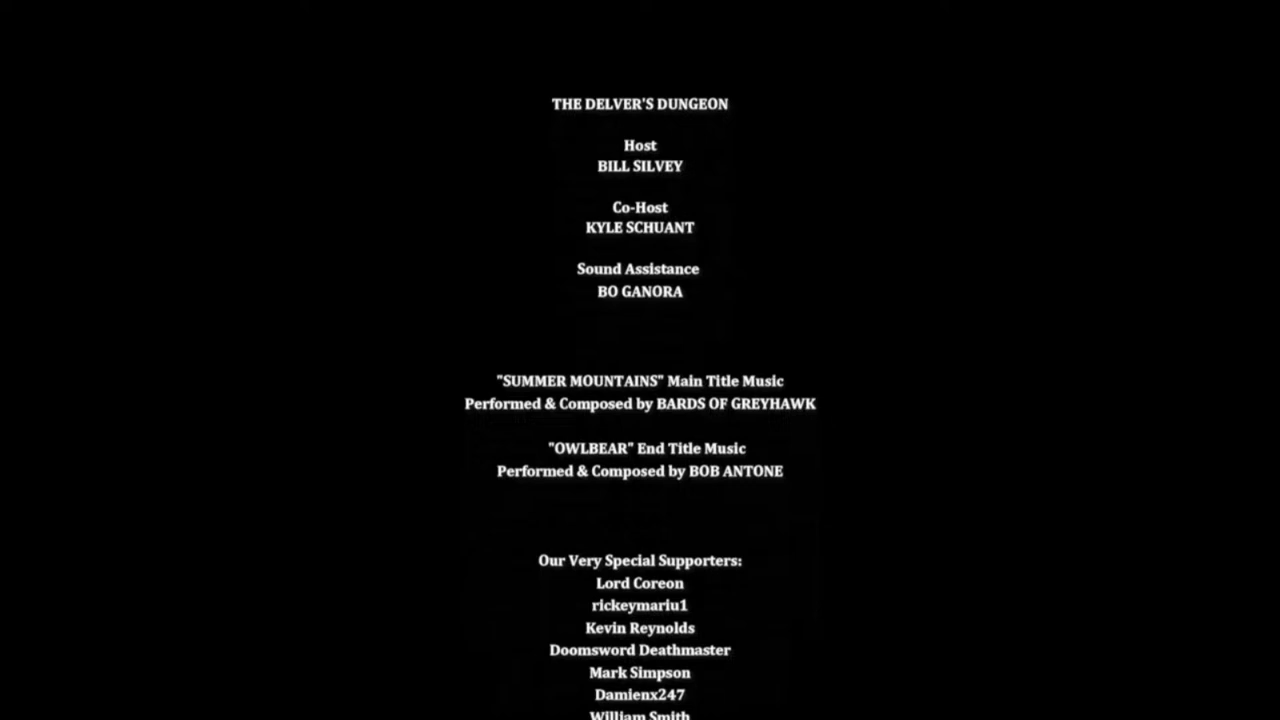 THE DELVER'S DUNGEON
Host
BILL SILVEY
Co-Host
KYLE SCHUANT
Sound Assistance
BO GANORA
"SUMMER MOUNTAINS" Main Title Music
Performed & Composed by BARDS OF GREYHAWK
"OWLBEAR" End Title Music
Performed & Composed by BOB ANTONE
Our Very Special Supporters:
Lord Coreon
rickeymariu1
Kevin Reynolds
Doomsword Deathmaster
Mark Simpson
Damienx247
William Smith